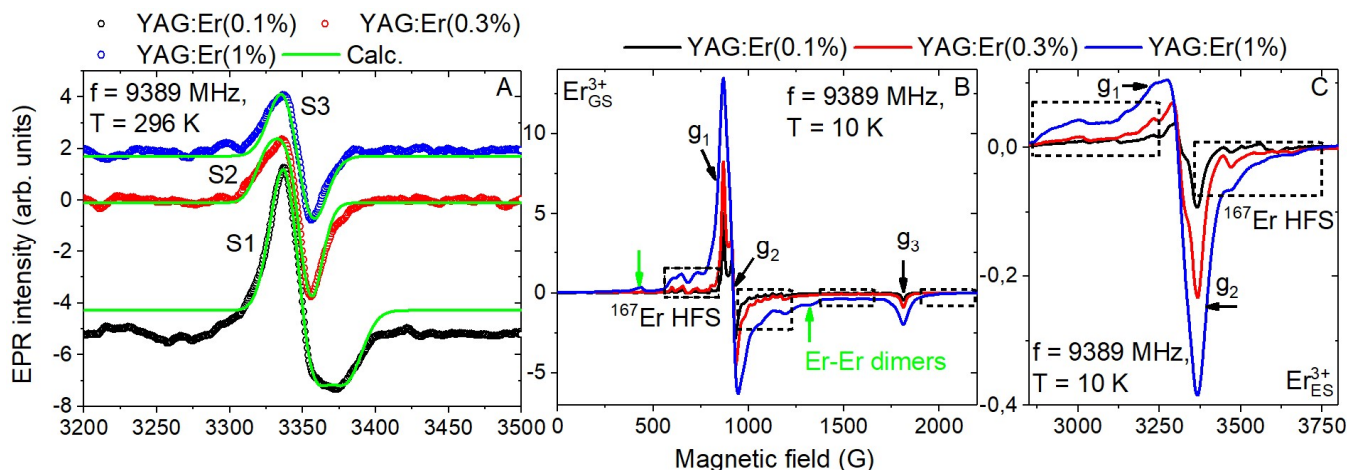 YAG:Er(0.1%) YAG:Er(0.3%)
YAG:Er(1%) Calc.
A
f = 9389 MHz,
T = 296 K
S3
S2
S1
EPR intensity (arb. units)
4
2
0
-2
-4
-6
-8
3200 3250 3300 3350 3400 3450 3500
YAG:Er(0.1%) YAG:Er(0.3%) YAG:Er(1%)
B
Er³⁺GS
f = 9389 MHz,
T = 10 K
g₁
g₂
g₃
¹⁶⁷Er HFS
Er-Er dimers
10
5
0
-5
0 500 1000 1500 2000
Magnetic field (G)
C
g₁
¹⁶⁷Er HFS
g₂
f = 9389 MHz,
T = 10 K
Er³⁺ES
0,0
-0,2
-0,4
3000 3250 3500 3750